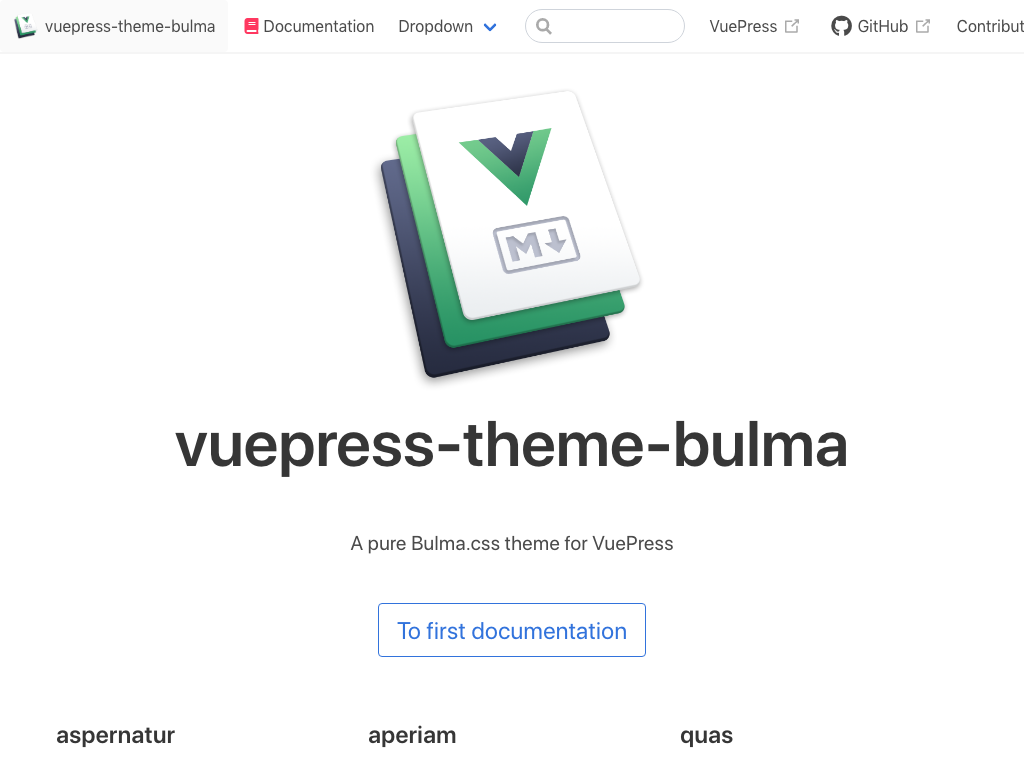 vuepress-theme-bulma Documentation Dropdown VuePress GitHub Contribut
M
vuepress-theme-bulma
A pure Bulma.css theme for VuePress
To first documentation
aspernatur aperiam quas